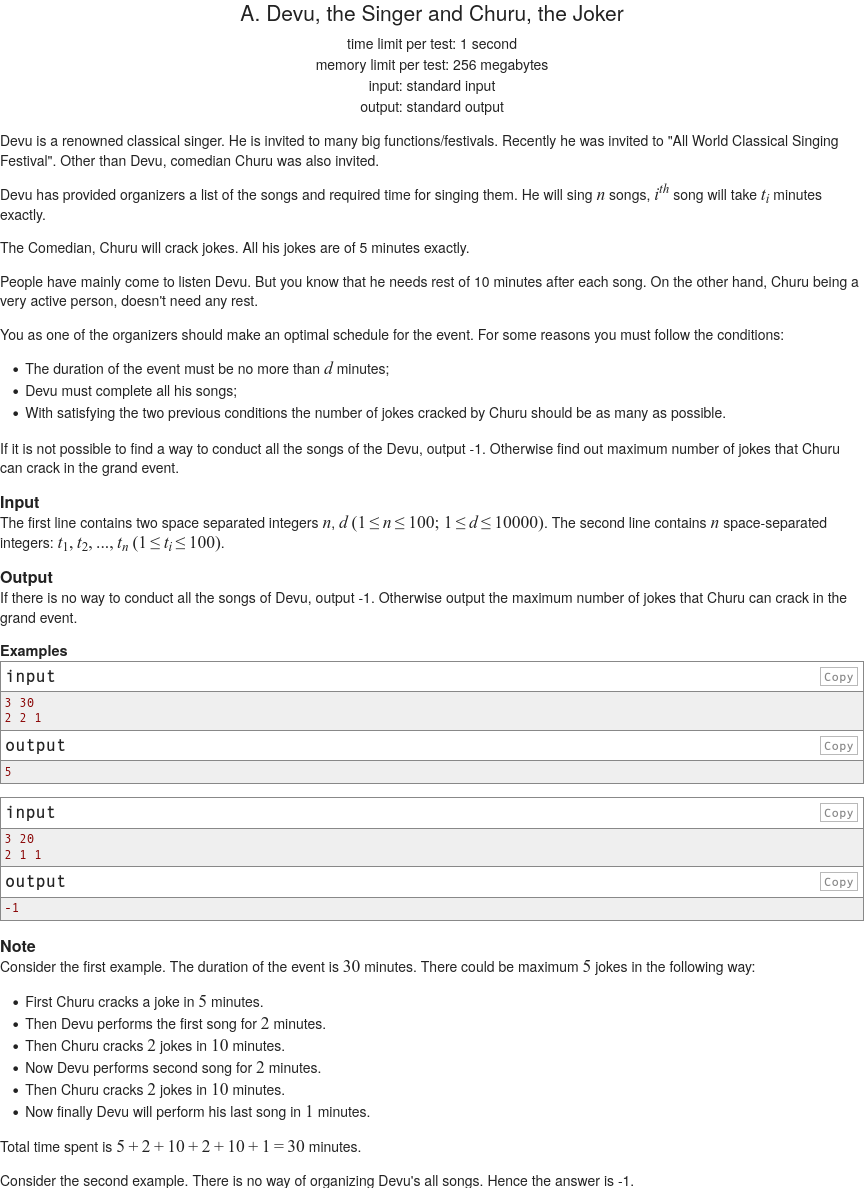 A. Devu, the Singer and Churu, the Joker
time limit per test: 1 second
memory limit per test: 256 megabytes
input: standard input
output: standard output
Devu is a renowned classical singer. He is invited to many big functions/festivals. Recently he was invited to "All World Classical Singing
Festival". Other than Devu, comedian Churu was also invited.
Devu has provided organizers a list of the songs and required time for singing them. He will sing n songs, i^th song will take t_i minutes
exactly.
The Comedian, Churu will crack jokes. All his jokes are of 5 minutes exactly.
People have mainly come to listen Devu. But you know that he needs rest of 10 minutes after each song. On the other hand, Churu being a
very active person, doesn't need any rest.
You as one of the organizers should make an optimal schedule for the event. For some reasons you must follow the conditions:
• The duration of the event must be no more than d minutes;
• Devu must complete all his songs;
• With satisfying the two previous conditions the number of jokes cracked by Churu should be as many as possible.
If it is not possible to find a way to conduct all the songs of the Devu, output -1. Otherwise find out maximum number of jokes that Churu
can crack in the grand event.
Input
The first line contains two space separated integers n, d (1 ≤ n ≤ 100; 1 ≤ d ≤ 10000). The second line contains n space-separated
integers: t_1, t_2, ..., t_n (1 ≤ t_i ≤ 100).
Output
If there is no way to conduct all the songs of Devu, output -1. Otherwise output the maximum number of jokes that Churu can crack in the
grand event.
Examples
input Copy
3 30
2 2 1
output Copy
5
input Copy
3 20
2 1 1
output Copy
-1
Note
Consider the first example. The duration of the event is 30 minutes. There could be maximum 5 jokes in the following way:
• First Churu cracks a joke in 5 minutes.
• Then Devu performs the first song for 2 minutes.
• Then Churu cracks 2 jokes in 10 minutes.
• Now Devu performs second song for 2 minutes.
• Then Churu cracks 2 jokes in 10 minutes.
• Now finally Devu will perform his last song in 1 minutes.
Total time spent is 5 + 2 + 10 + 2 + 10 + 1 = 30 minutes.
Consider the second example. There is no way of organizing Devu's all songs. Hence the answer is -1.